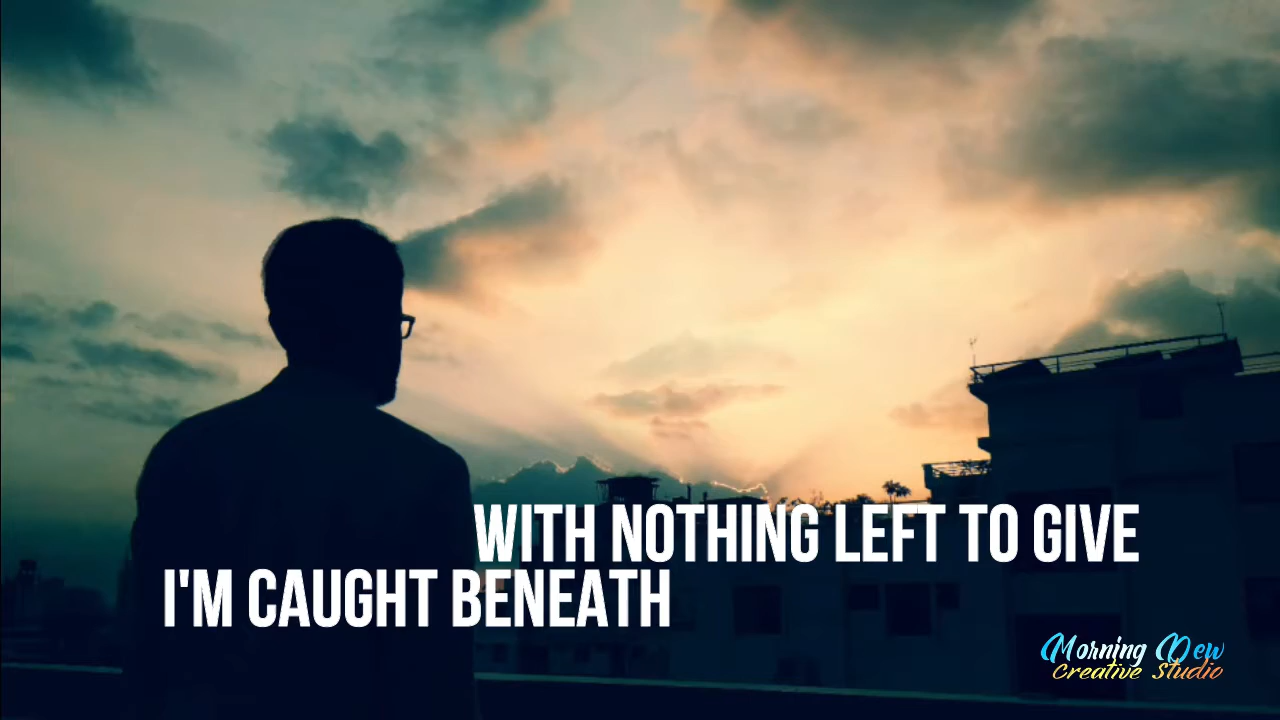 WITH NOTHING LEFT TO GIVE
I'M CAUGHT BENEATH
Morning Dew
Creative Studio